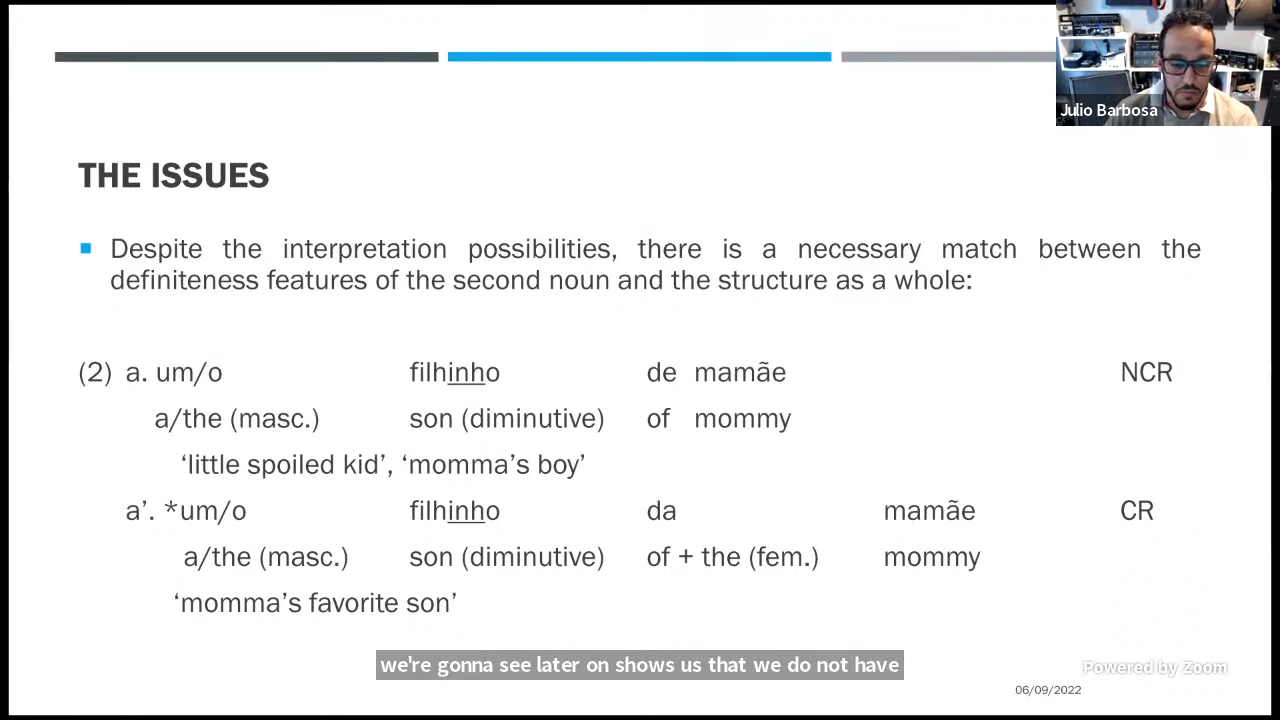 Julio Barbosa
THE ISSUES
Despite the interpretation possibilities, there is a necessary match between the
definiteness features of the second noun and the structure as a whole:
(2) a. um/o filhinho de mamãe NCR
a/the (masc.) son (diminutive) of mommy
‘little spoiled kid’, ‘momma’s boy’
a’. *um/o filhinho da mamãe CR
a/the (masc.) son (diminutive) of + the (fem.) mommy
‘momma’s favorite son’
we're gonna see later on shows us that we do not have
Powered by Zoom
06/09/2022